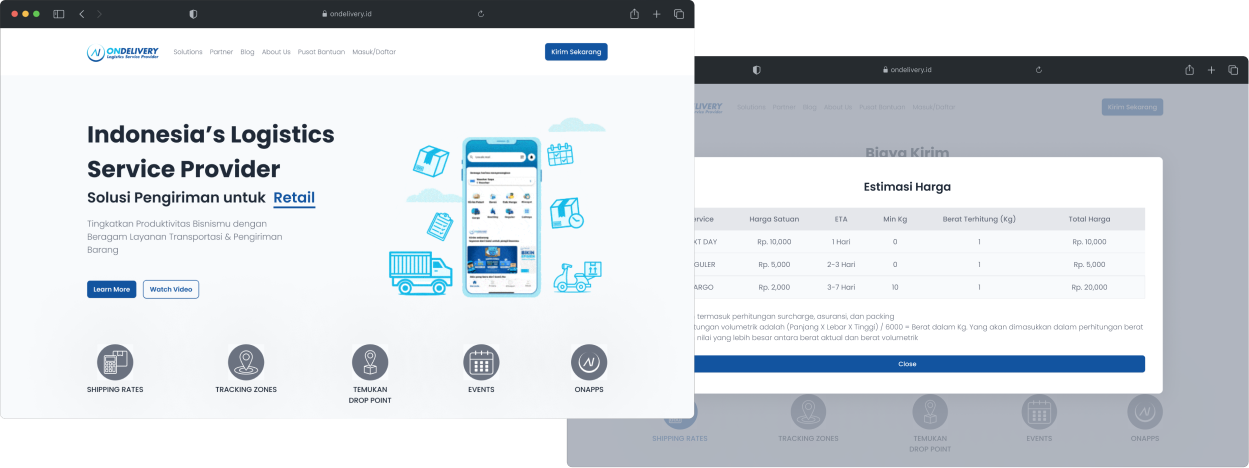 ondelivery.id
ONDELIVERY
Logistics Service Provider
Solutions Partner Blog About Us Pusat Bantuan Masuk/Daftar
Kirim Sekarang
Indonesia's Logistics
Service Provider
Solusi Pengiriman untuk Retail
Tingkatkan Produktivitas Bisnismu dengan
Beragam Layanan Transportasi & Pengiriman
Barang
Learn More Watch Video
SHIPPING RATES
TRACKING ZONES
TEMUKAN
DROP POINT
EVENTS
ONAPPS
ondelivery.id
LIVERY
Solutions Partner Blog About Us Pusat Bantuan Masuk/Daftar
Kirim Sekarang
Biaya Kirim
Estimasi Harga
ervice Harga Satuan ETA Min Kg Berat Terhitung (Kg) Total Harga
XT DAY Rp. 10,000 1 Hari 0 1 Rp. 10,000
GULER Rp. 5,000 2-3 Hari 0 1 Rp. 5,000
ARGO Rp. 2,000 3-7 Hari 10 1 Rp. 20,000
termasuk perhitungan surcharge, asuransi, dan packing
tungan volumetrik adalah (Panjang X Lebar X Tinggi) / 6000 = Berat dalam Kg. Yang akan dimasukkan dalam perhitungan berat
nilai yang lebih besar antara berat aktual dan berat volumetrik
Close
SHIPPING RATES
TRACKING ZONES
TEMUKAN
DROP POINT
EVENTS
ONAPPS